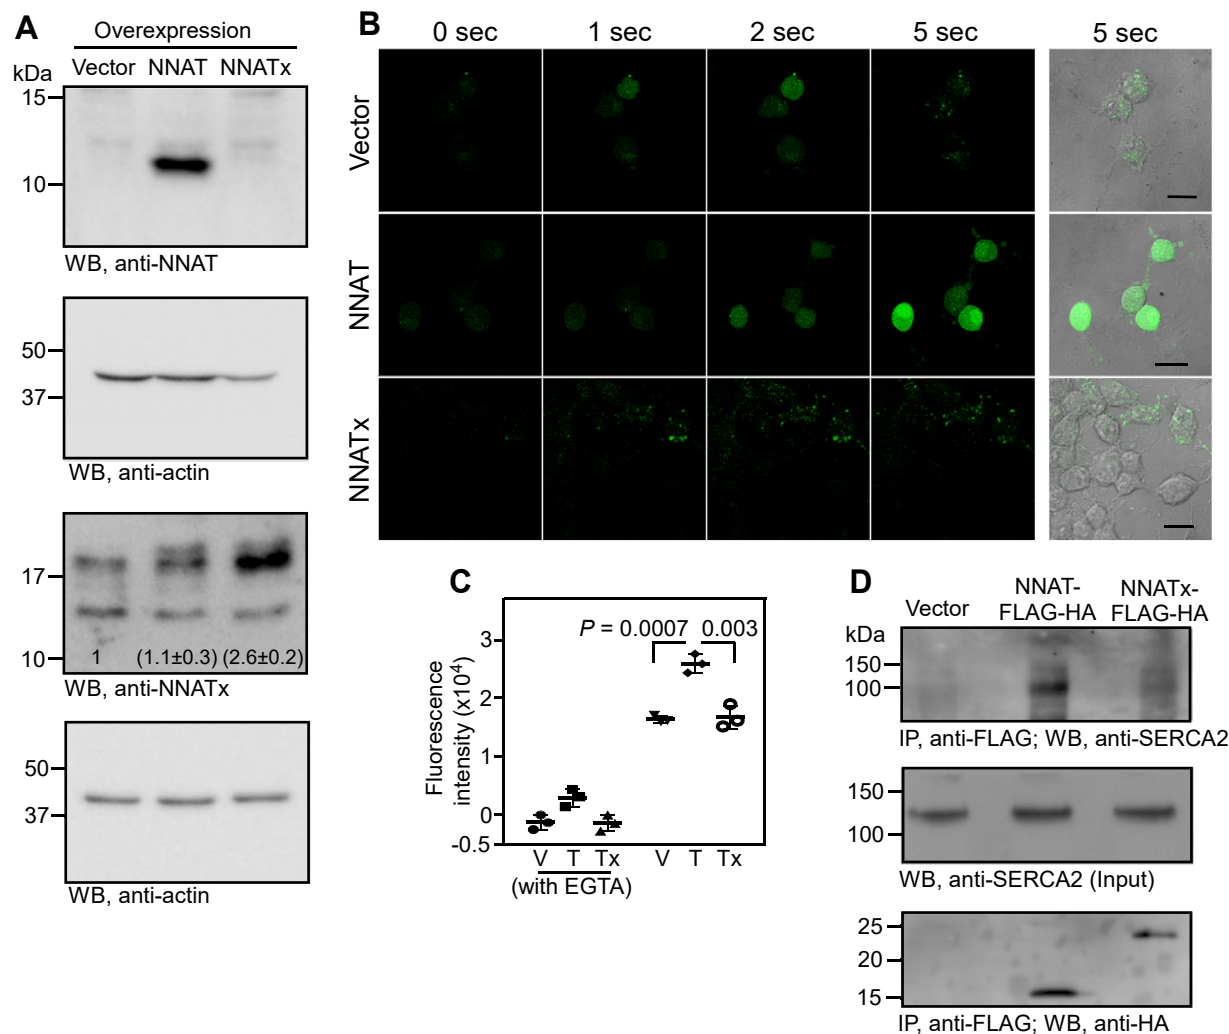 A
Overexpression
kDa
Vector NNAT NNATx
15
10
WB, anti-NNAT
50
37
WB, anti-actin
17
10
1 (1.1±0.3) (2.6±0.2)
WB, anti-NNATx
50
37
WB, anti-actin
B
0 sec 1 sec 2 sec 5 sec 5 sec
Vector
NNAT
NNATx
C
Fluorescence
intensity (x10⁴)
3
2
1
0
-0.5
P = 0.0007 0.003
V T Tx V T Tx
(with EGTA)
D
Vector NNAT-FLAG-HA NNATx-FLAG-HA
kDa
150
100
IP, anti-FLAG; WB, anti-SERCA2
150
100
WB, anti-SERCA2 (Input)
25
20
15
IP, anti-FLAG; WB, anti-HA